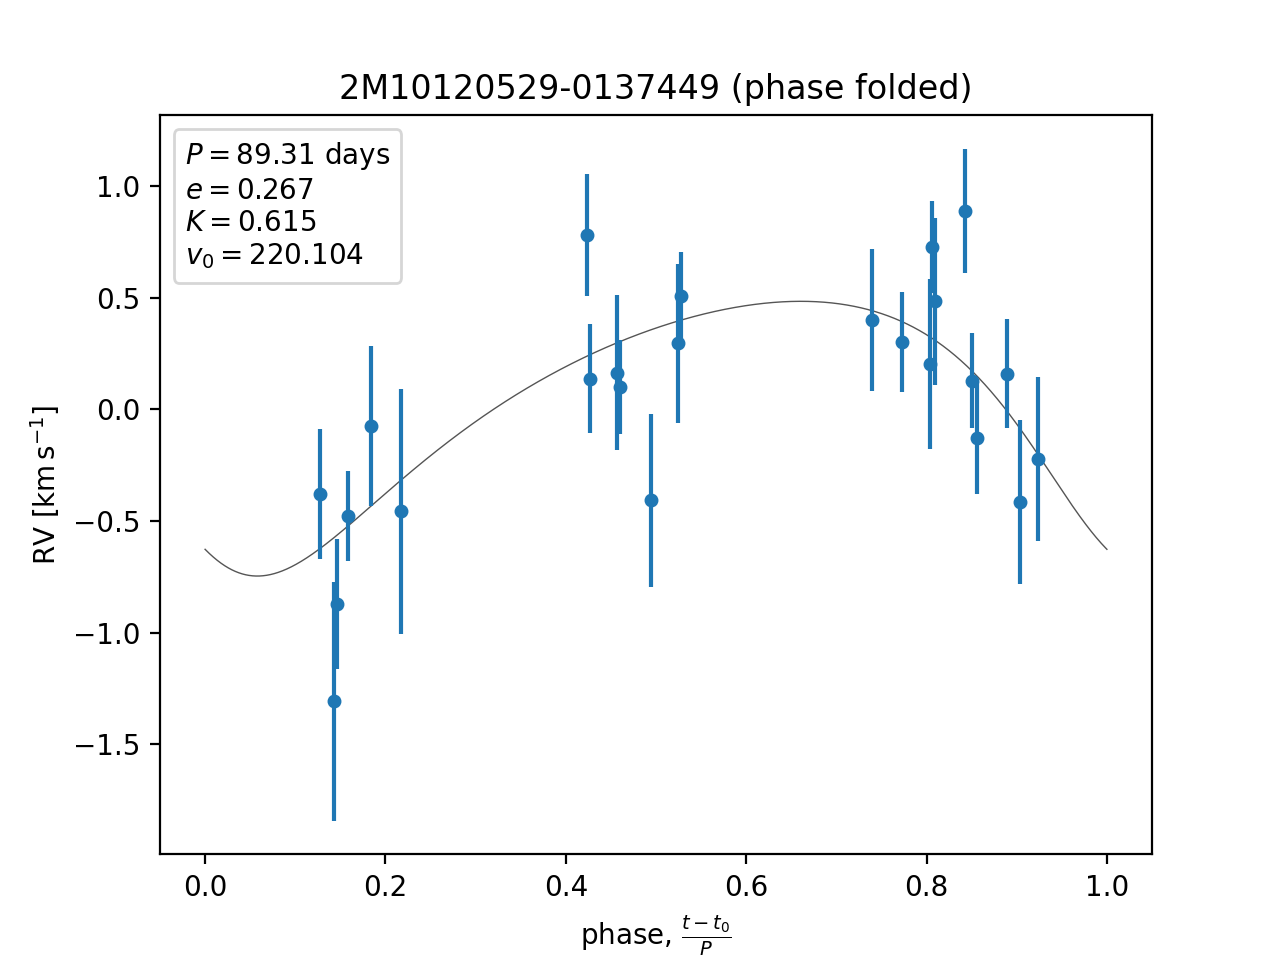 2M10120529-0137449 (phase folded)
P = 89.31 days
e = 0.267
K = 0.615
v₀ = 220.104
1.0
0.5
0.0
−0.5
−1.0
−1.5
RV [km s⁻¹]
0.0 0.2 0.4 0.6 0.8 1.0
phase, (t − t₀)/P